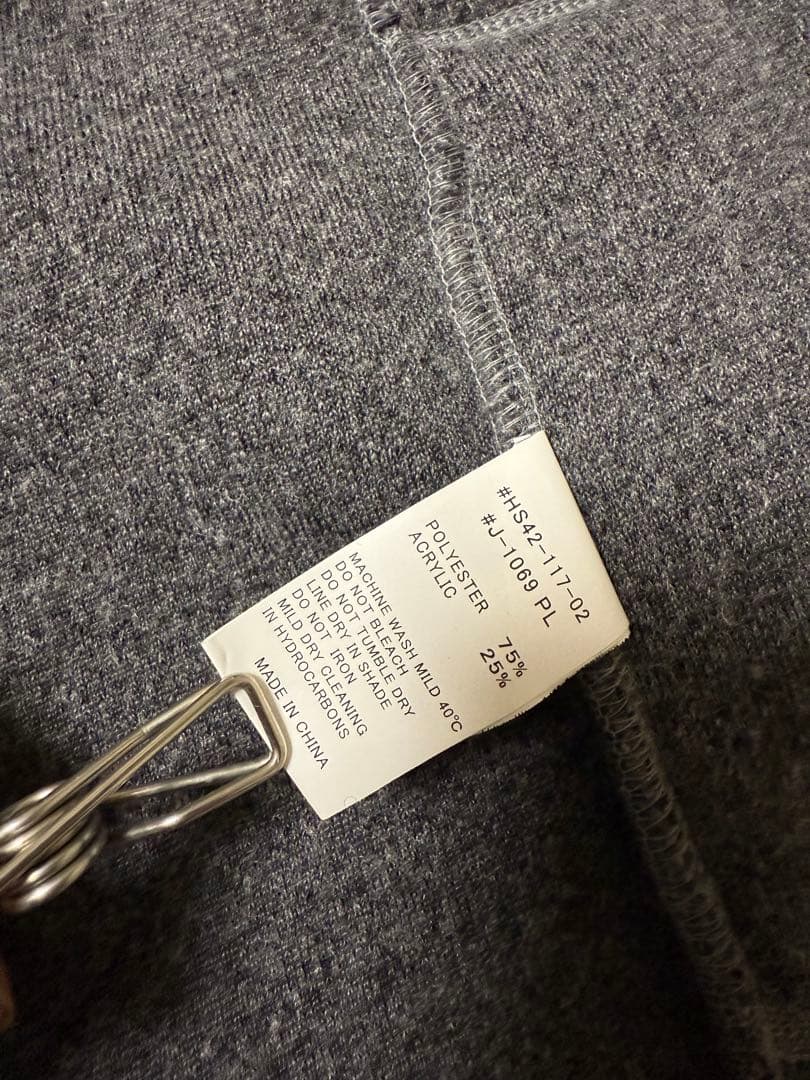 #HS42-117-02
#J-1069 PL
POLYESTER 75%
ACRYLIC 25%
MACHINE WASH MILD 40℃
DO NOT BLEACH
DO NOT TUMBLE DRY
LINE DRY IN SHADE
DO NOT IRON
MILD DRY CLEANING
IN HYDROCARBONS
MADE IN CHINA